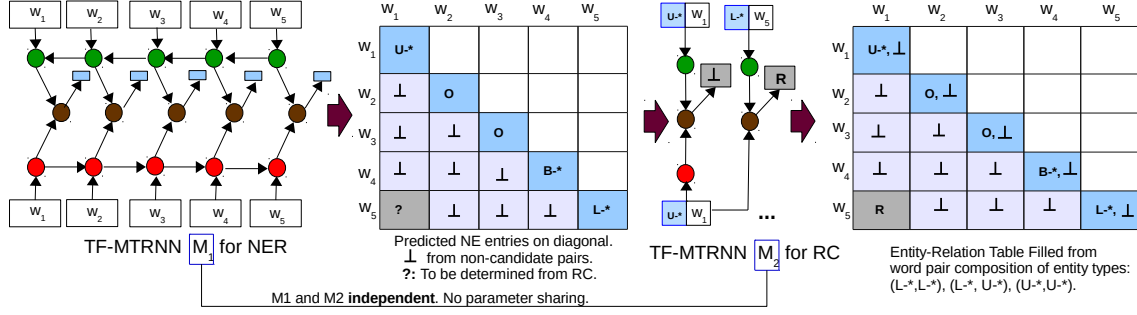 W1 W2 W3 W4 W5
W1 W2 W3 W4 W5
TF-MTRNN M1 for NER
W1 W2 W3 W4 W5
W1 U-*
W2 ⊥ O
W3 ⊥ ⊥ O
W4 ⊥ ⊥ ⊥ B-*
W5 ? ⊥ ⊥ ⊥ L-*
Predicted NE entries on diagonal.
⊥ from non-candidate pairs.
?: To be determined from RC.
U-* W1 L-* W5
⊥ R
U-* W1 ...
TF-MTRNN M2 for RC
W1 W2 W3 W4 W5
W1 U-*, ⊥
W2 ⊥ O, ⊥
W3 ⊥ ⊥ O, ⊥
W4 ⊥ ⊥ ⊥ B-*, ⊥
W5 R ⊥ ⊥ ⊥ L-*, ⊥
Entity-Relation Table Filled from
word pair composition of entity types:
(L-*,L-*), (L-*, U-*), (U-*,U-*).
M1 and M2 independent. No parameter sharing.